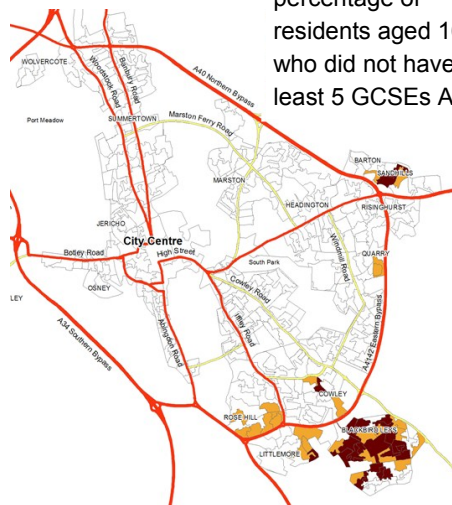 percentage of
residents aged 16
who did not have
least 5 GCSEs A
WOLVERCOTE
Woodstock Road
Banbury Road
A40 Northern Bypass
Port Meadow
SUMMERTOWN
Marston Ferry Road
BARTON
SANDHILLS
MARSTON
HEADINGTON
RISINGHURST
JERICHO
City Centre
High Street
Windmill Road
QUARRY
Botley Road
South Park
OSNEY
Cowley Road
LEY
A34 Southern Bypass
Abingdon Road
Iffley Road
A4142 Eastern Bypass
COWLEY
ROSE HILL
BLACKBIRD LEYS
LITTLEMORE